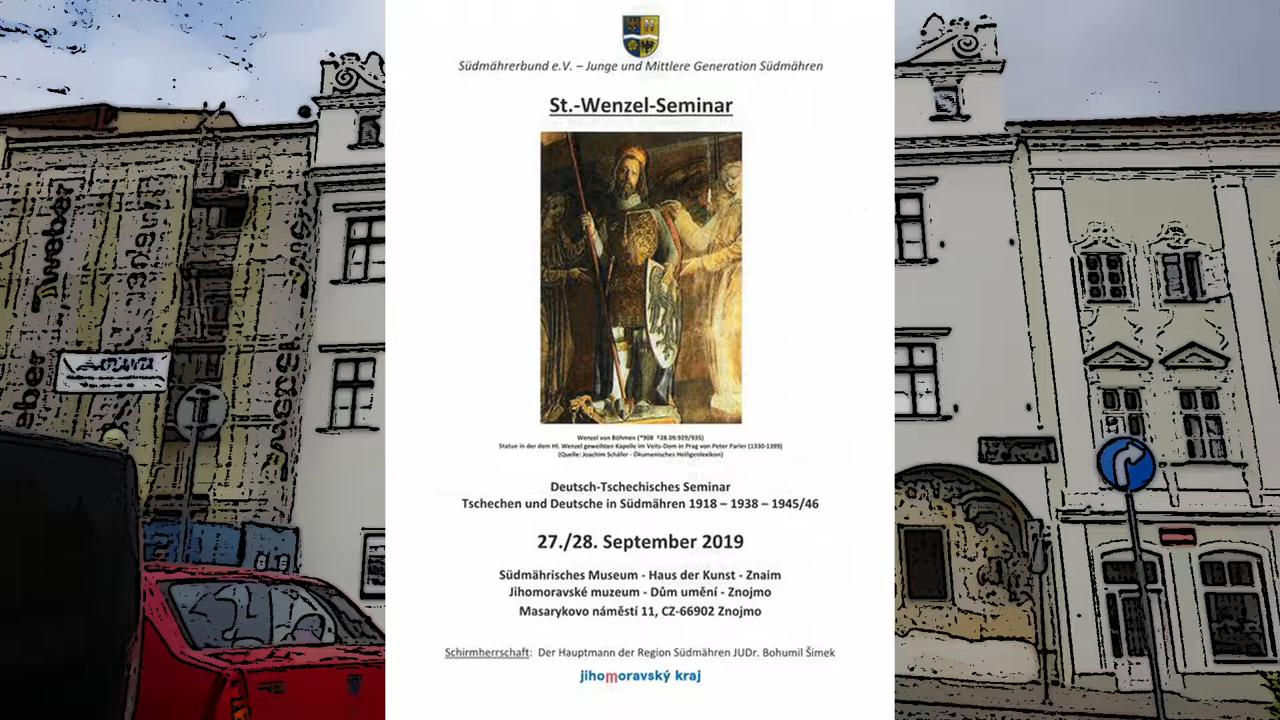 Südmährerbund e.V. – Junge und Mittlere Generation Südmähren
St.-Wenzel-Seminar
Wenzel von Böhmen (*908 †28.09.929/935)
Statue in der dem Hl. Wenzel geweihten Kapelle im Veits-Dom in Prag von Peter Parler (1330-1399)
(Quelle: Joachim Schäfer - Ökumenisches Heiligenlexikon)
Deutsch-Tschechisches Seminar
Tschechen und Deutsche in Südmähren 1918 – 1938 – 1945/46
27./28. September 2019
Südmährisches Museum - Haus der Kunst - Znaim
Jihomoravské muzeum - Dům umění - Znojmo
Masarykovo náměstí 11, CZ-66902 Znojmo
Schirmherrschaft: Der Hauptmann der Region Südmähren JUDr. Bohumil Šimek
jihomoravský kraj